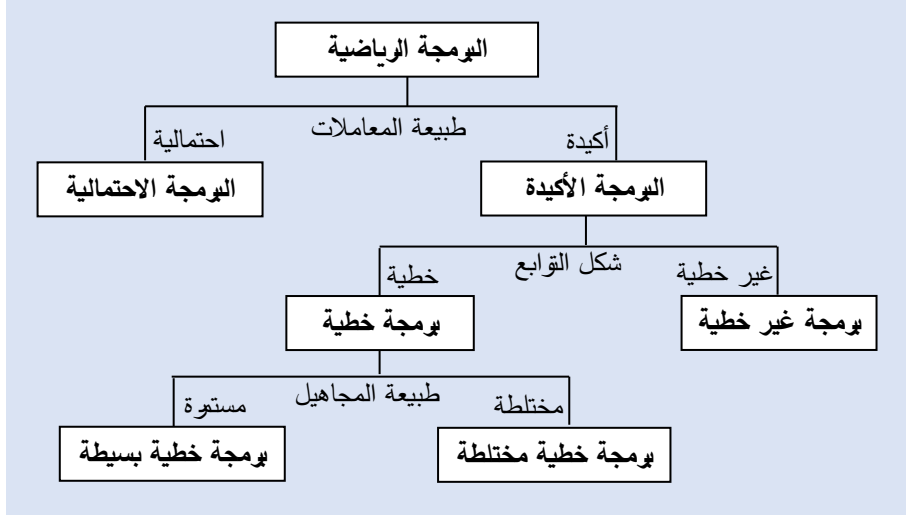 البرمجة الرياضية
طبيعة المعاملات
أكيدة
احتمالية
البرمجة الأكيدة
البرمجة الاحتمالية
شكل التوابع
غير خطية
خطية
برمجة غير خطية
برمجة خطية
طبيعة المجاهيل
مختلطة
مستمرة
برمجة خطية مختلطة
برمجة خطية بسيطة